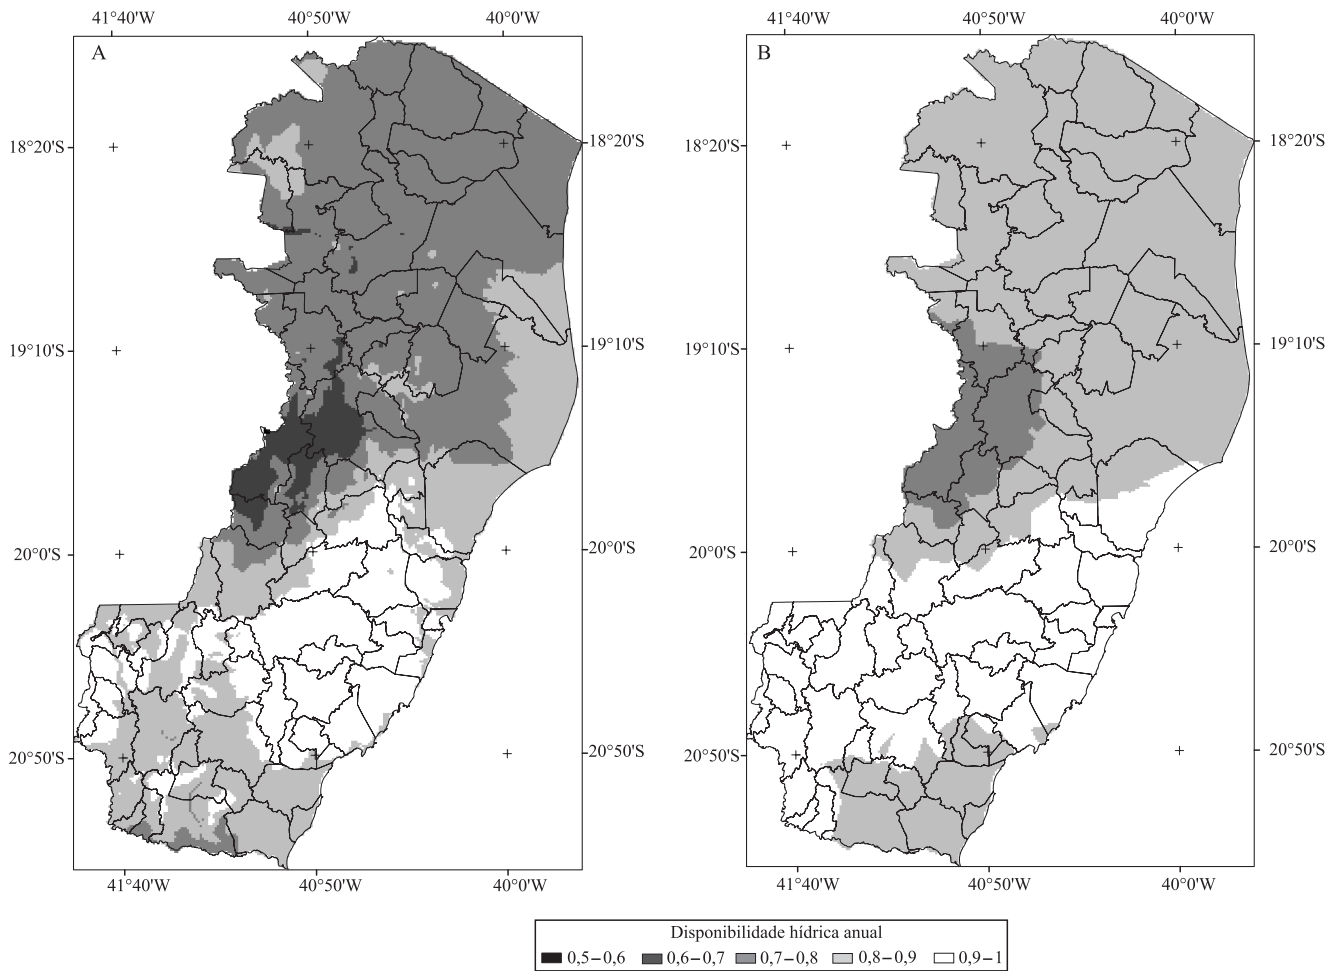 41°40'W 40°50'W 40°0'W 41°40'W 40°50'W 40°0'W
A B
18°20'S 18°20'S 18°20'S 18°20'S
19°10'S 19°10'S 19°10'S 19°10'S
20°0'S 20°0'S 20°0'S 20°0'S
20°50'S 20°50'S 20°50'S 20°50'S
41°40'W 40°50'W 40°0'W 41°40'W 40°50'W 40°0'W
Disponibilidade hídrica anual
0,5–0,6 0,6–0,7 0,7–0,8 0,8–0,9 0,9–1